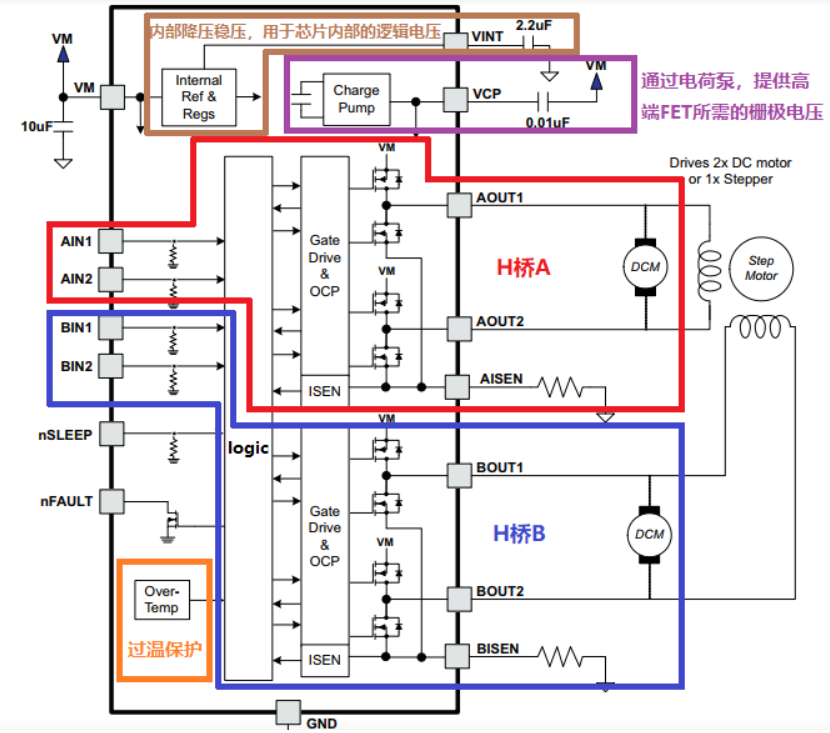 内部降压稳压，用于芯片内部的逻辑电压
2.2uF
VINT
VM
VM
Internal
Ref &
Regs
10uF
Charge
Pump
VCP
VM
0.01uF
通过电荷泵，提供高
端FET所需的栅极电压
Drives 2x DC motor
or 1x Stepper
VM
AOUT1
AIN1
AIN2
Gate
Drive
&
OCP
H桥A
DCM
Step
Motor
VM
AOUT2
BIN1
BIN2
ISEN
AISEN
VM
nSLEEP
logic
BOUT1
nFAULT
Gate
Drive
&
OCP
H桥B
DCM
VM
BOUT2
Over-
Temp
过温保护
ISEN
BISEN
GND